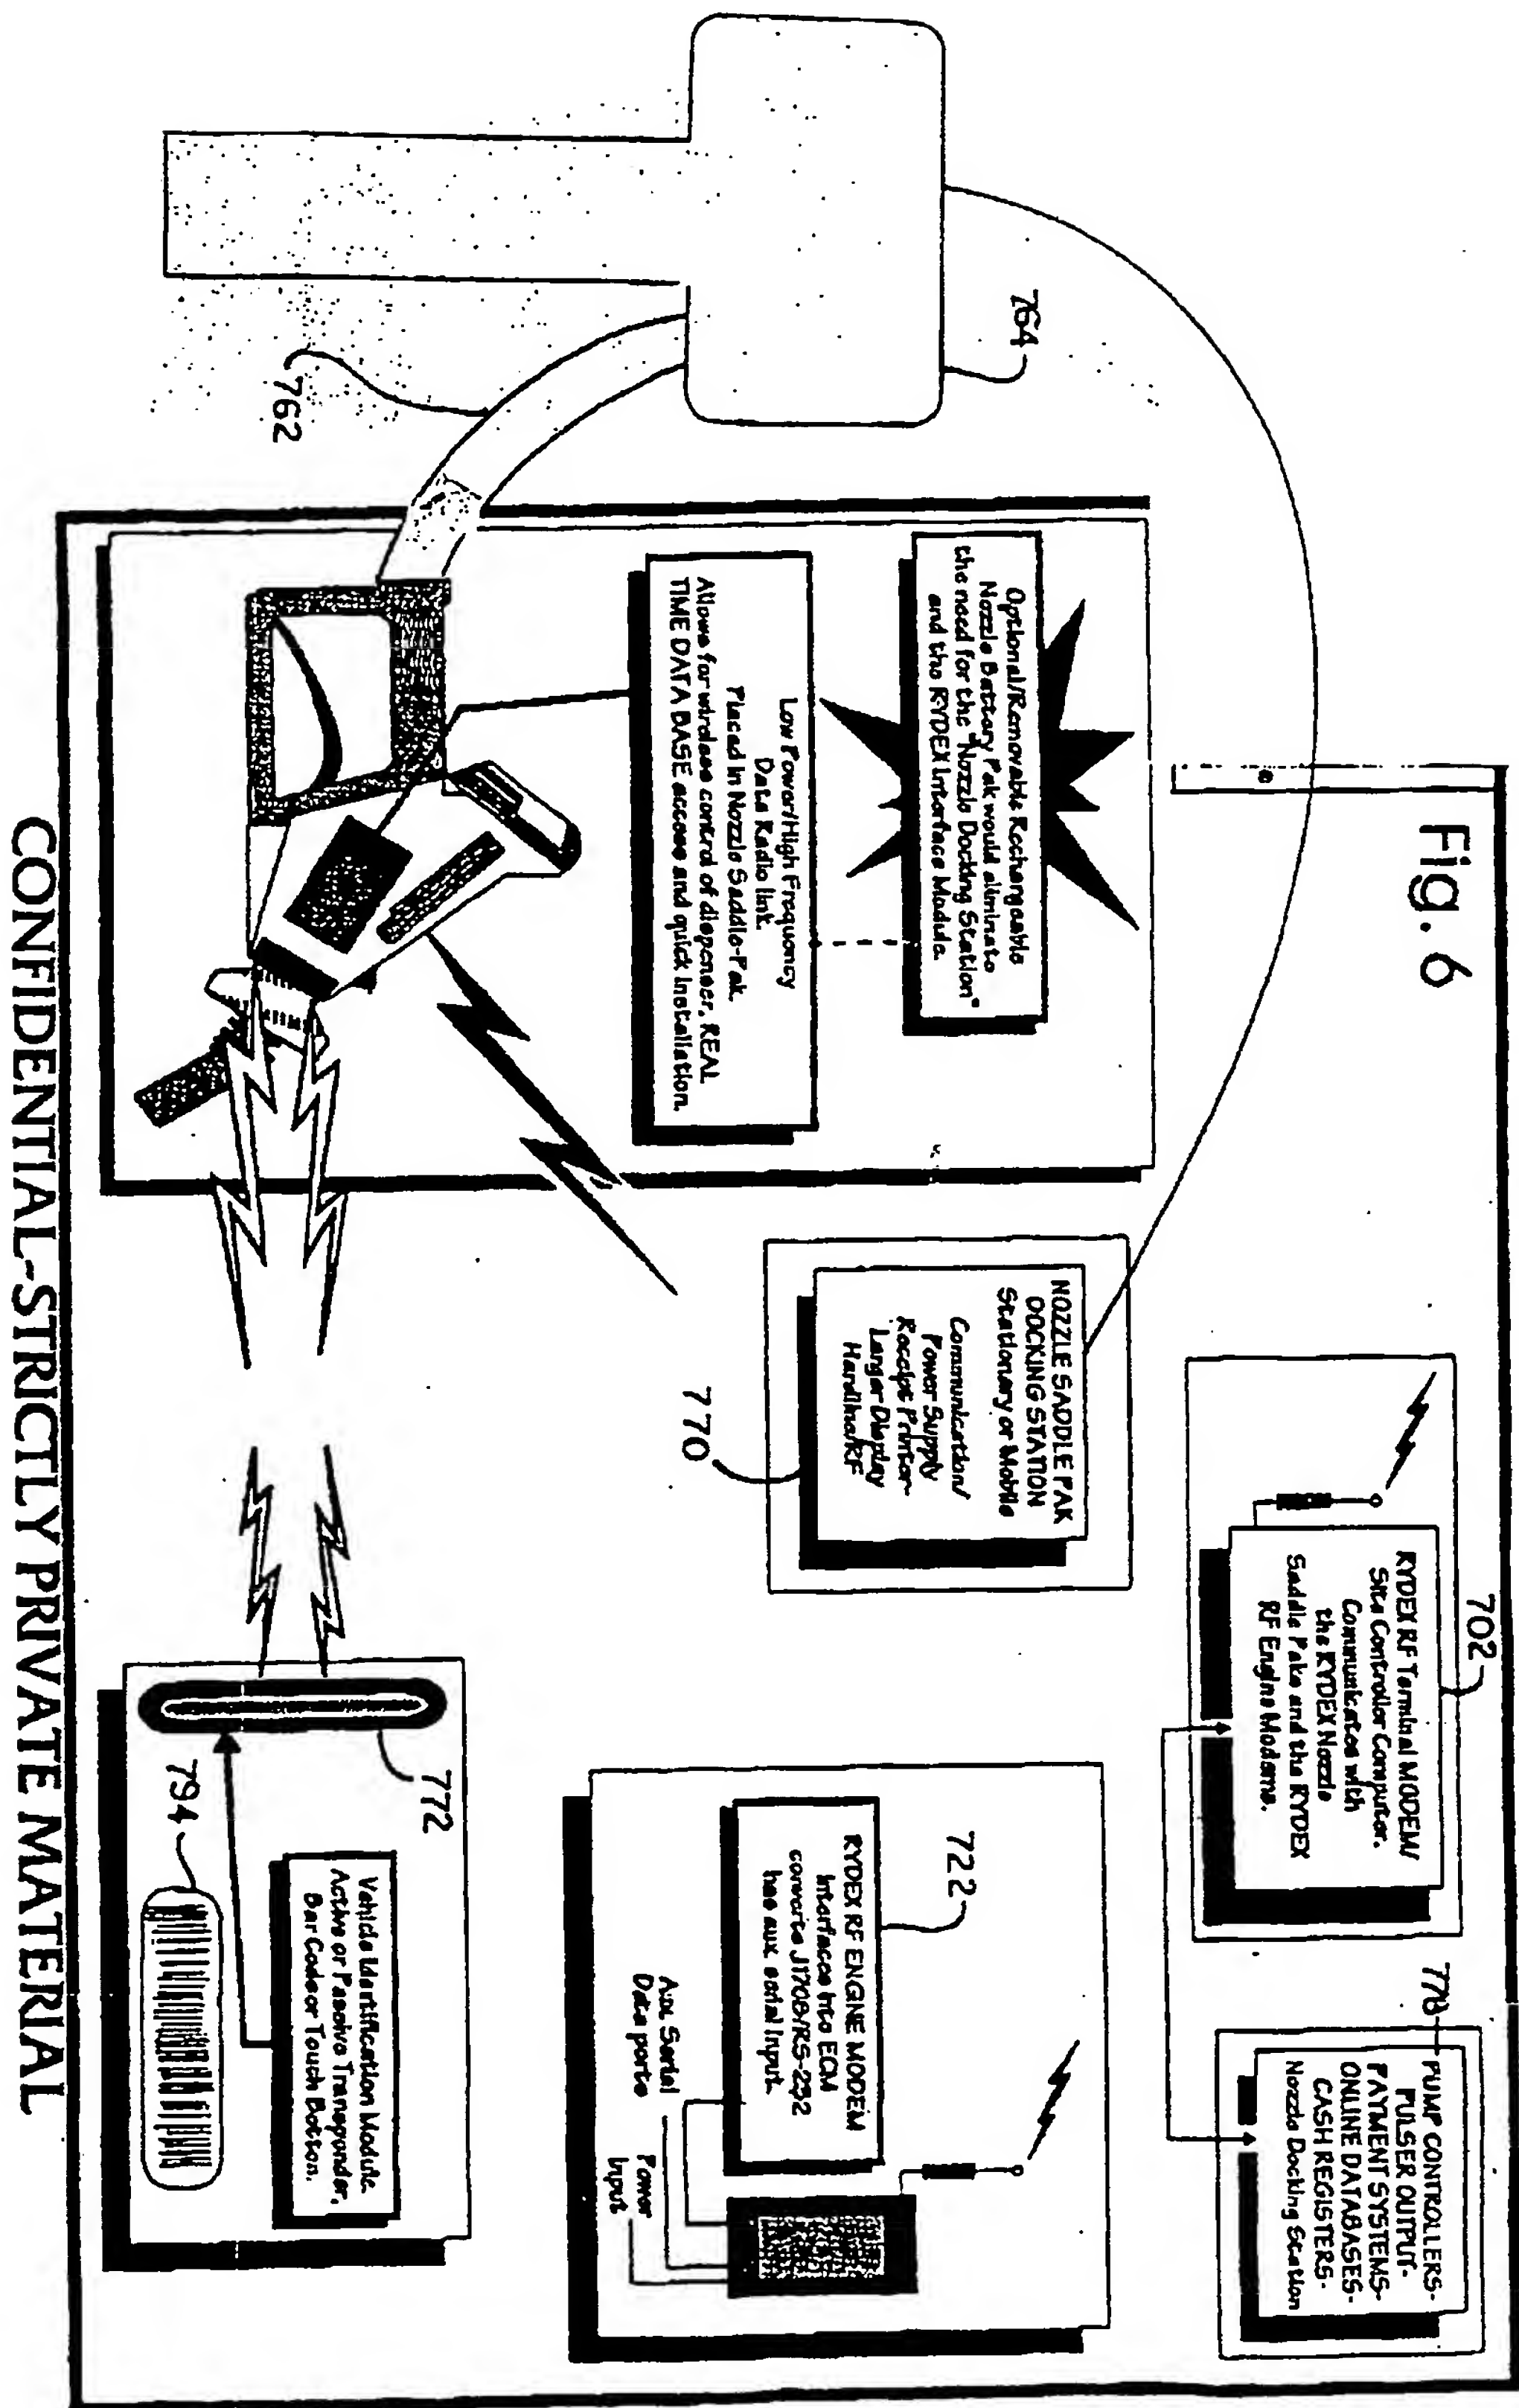 Fig. 6
702
RYDEX RF Terminal MODEM/
Site Controller Computer.
Communicates with
the RYDEX Nozzle
Saddle Paks and the RYDEX
RF Engine Modems.
778
PUMP CONTROLLERS-
PULSER OUTPUT-
PAYMENT SYSTEMS-
ONLINE DATABASES-
CASH REGISTERS-
Nozzle Docking Station
764
762
Optional/Removable Rechargeable
Nozzle Battery Pak would eliminate
the need for the "Nozzle Docking Station"
and the RYDEX Interface Module.
Low Power/High Frequency
Data Radio link.
Placed in Nozzle Saddle-Pak.
Allows for wireless control of dispenser, REAL
TIME DATA BASE access and quick installation.
NOZZLE SADDLE PAK
DOCKING STATION
Stationary or Mobile
Communication/
Power Supply
Receipt Printer-
Larger Display
Hardline/RF
770
722
RYDEX RF ENGINE MODEM
Interfaces into ECM
converts J1708/RS-232
has aux. serial input.
Aux Serial
Data ports
Power
Input
772
794
Vehicle Identification Module.
Active or Passive Transponder,
Bar Code or Touch Button.
CONFIDENTIAL-STRICTLY PRIVATE MATERIAL